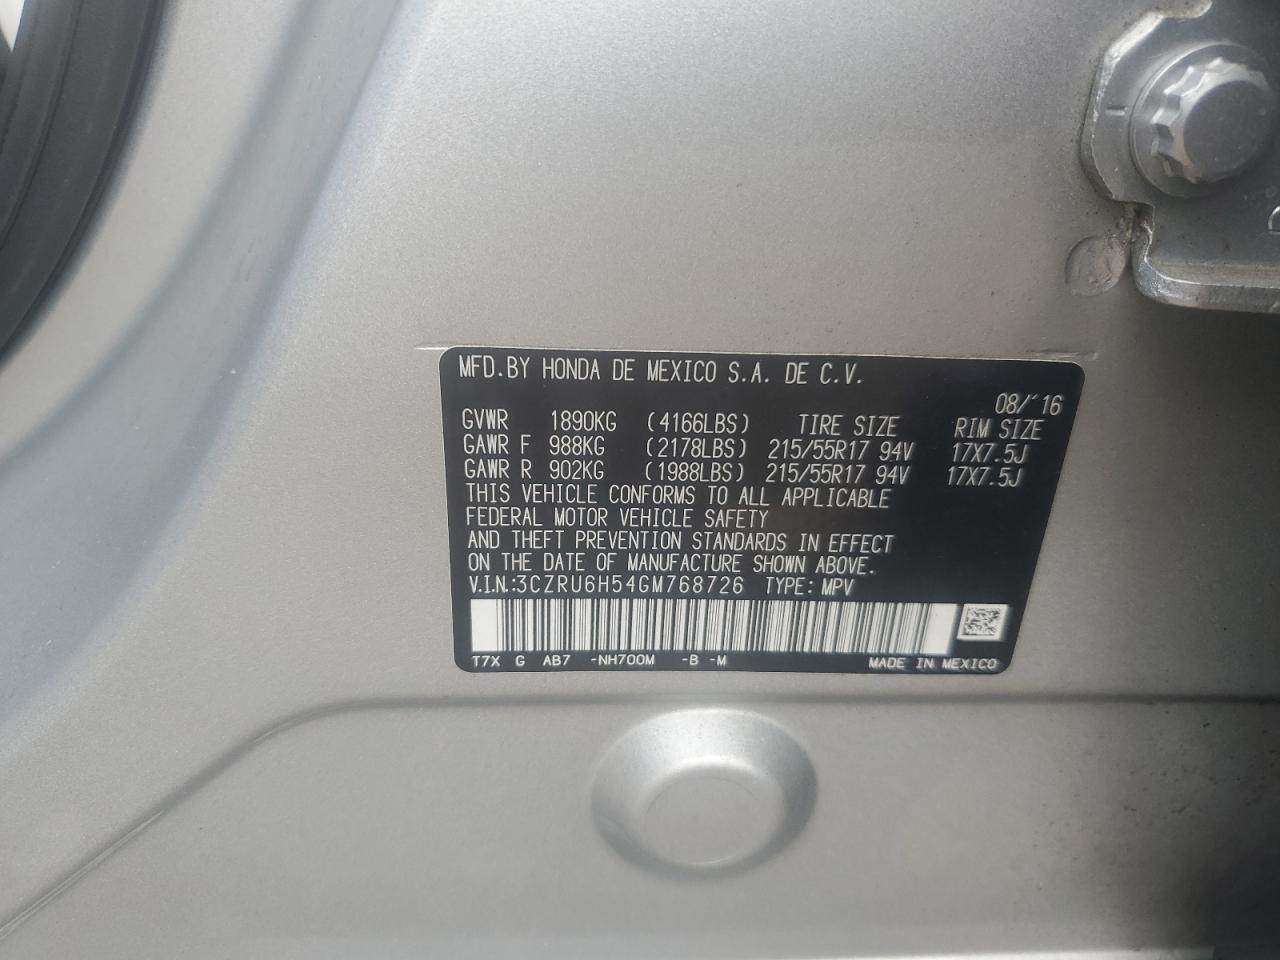 MFD. BY HONDA DE MEXICO S.A. DE C.V.
08/'16
GVWR 1890KG (4166LBS) TIRE SIZE RIM SIZE
GAWR F 988KG (2178LBS) 215/55R17 94V 17X7.5J
GAWR R 902KG (1988LBS) 215/55R17 94V 17X7.5J
THIS VEHICLE CONFORMS TO ALL APPLICABLE
FEDERAL MOTOR VEHICLE SAFETY
AND THEFT PREVENTION STANDARDS IN EFFECT
ON THE DATE OF MANUFACTURE SHOWN ABOVE.
V.I.N.:3CZRU6H54GM768726 TYPE: MPV
T7X G AB7 -NH700M -B -M MADE IN MEXICO